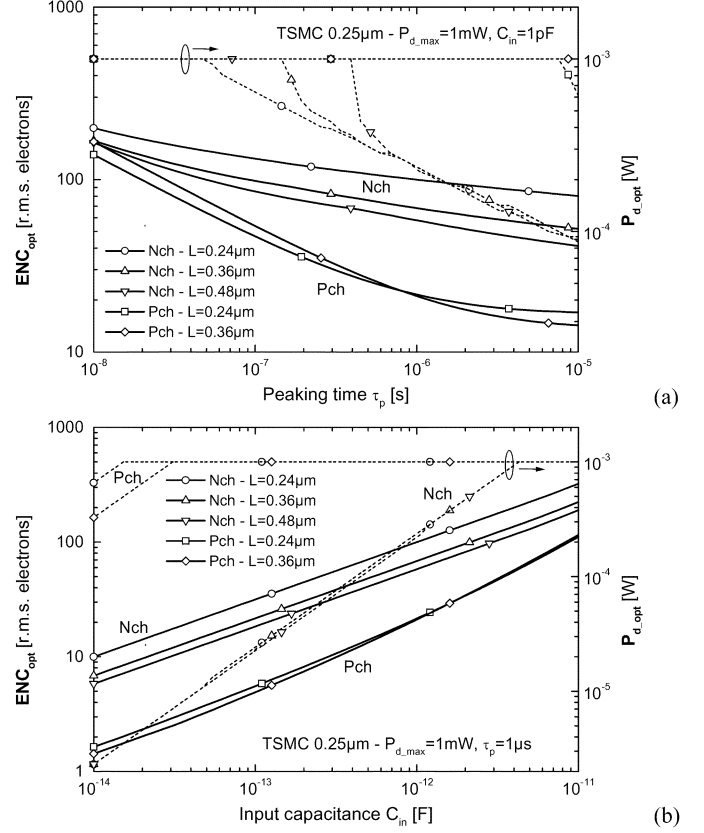 TSMC 0.25µm - P_d_max=1mW, C_in=1pF
500
100
10
ENC_opt [r.m.s. electrons]
10^-3
10^-4
P_d_opt [W]
Nch
Pch
Nch - L=0.24µm
Nch - L=0.36µm
Nch - L=0.48µm
Pch - L=0.24µm
Pch - L=0.36µm
10^-8
10^-7
10^-6
10^-5
Peaking time τ_p [s]
(a)
1000
100
10
1
ENC_opt [r.m.s. electrons]
10^-3
10^-4
10^-5
P_d_opt [W]
Pch
Nch - L=0.24µm
Nch - L=0.36µm
Nch - L=0.48µm
Pch - L=0.24µm
Pch - L=0.36µm
Nch
Nch
Pch
TSMC 0.25µm - P_d_max=1mW, τ_p=1µs
10^-14
10^-13
10^-12
10^-11
Input capacitance C_in [F]
(b)